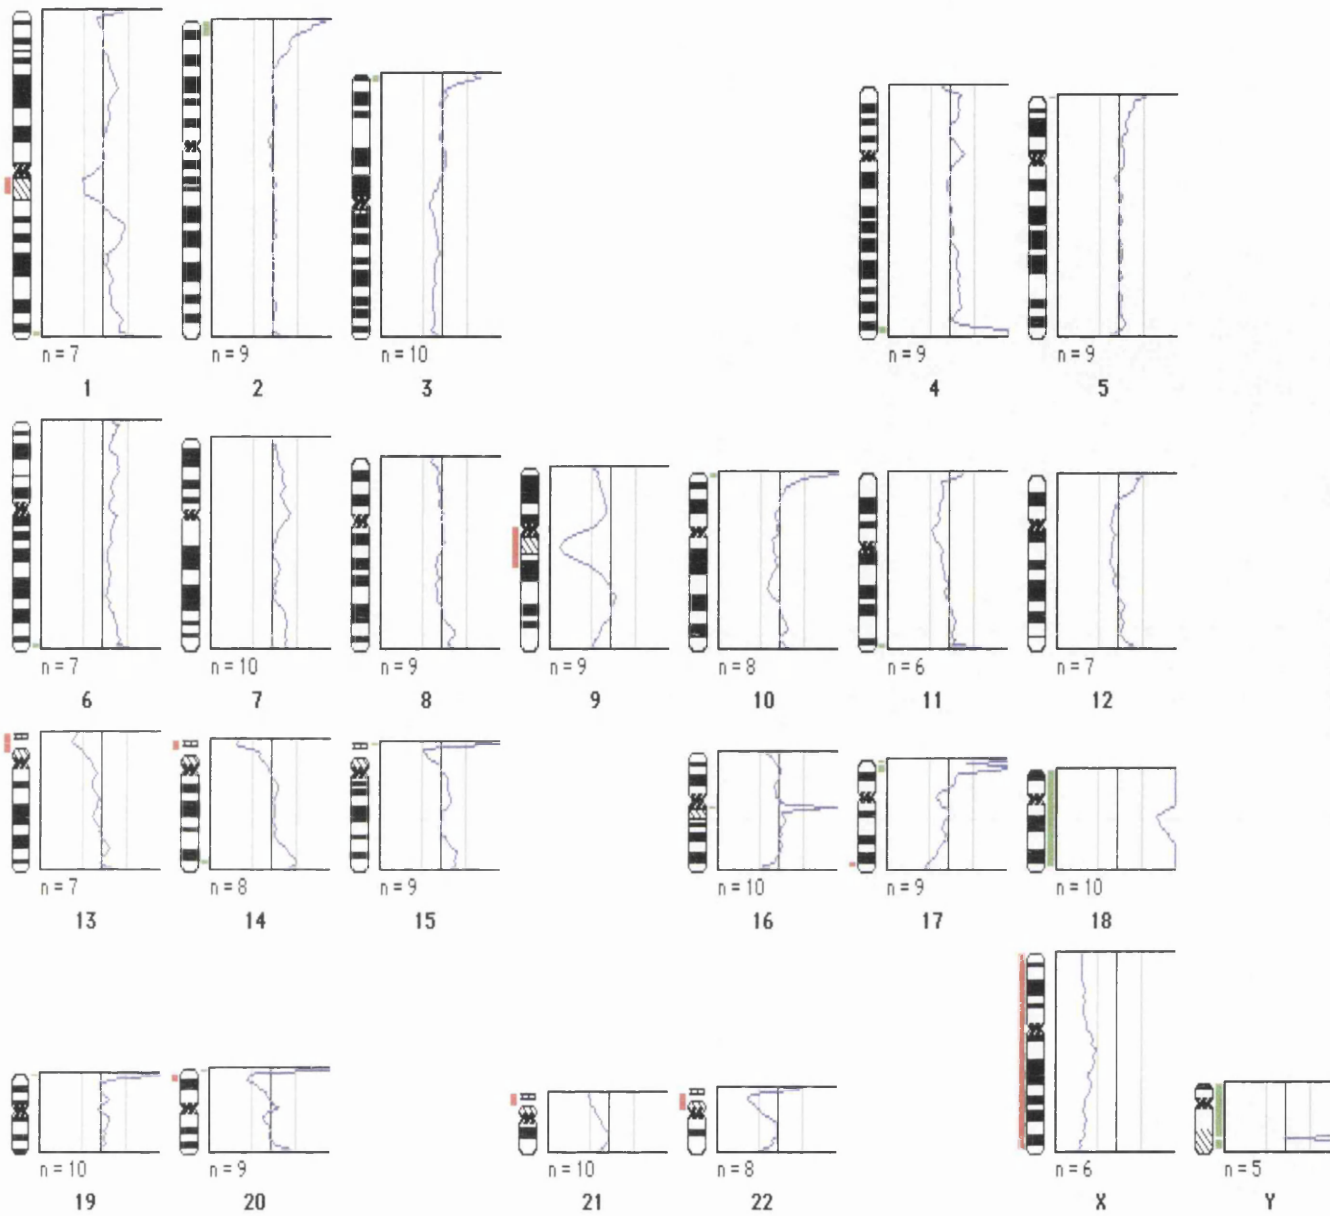 n = 7 n = 9 n = 10 n = 9 n = 9
1 2 3 4 5
n = 7 n = 10 n = 9 n = 9 n = 8 n = 6 n = 7
6 7 8 9 10 11 12
n = 7 n = 8 n = 9 n = 10 n = 9 n = 10
13 14 15 16 17 18
n = 10 n = 9 n = 10 n = 8 n = 6 n = 5
19 20 21 22 X Y